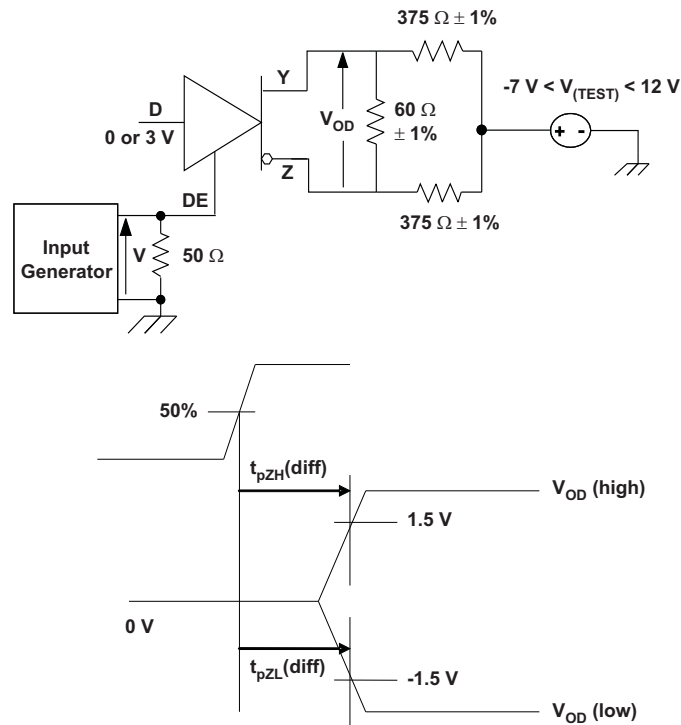 375 Ω ± 1%
Y
-7 V < V(TEST) < 12 V
D
0 or 3 V
VOD
60 Ω
± 1%
+ -
Z
DE
375 Ω ± 1%
Input
Generator
V
50 Ω
50%
tpZH(diff)
VOD (high)
1.5 V
0 V
tpZL(diff)
-1.5 V
VOD (low)